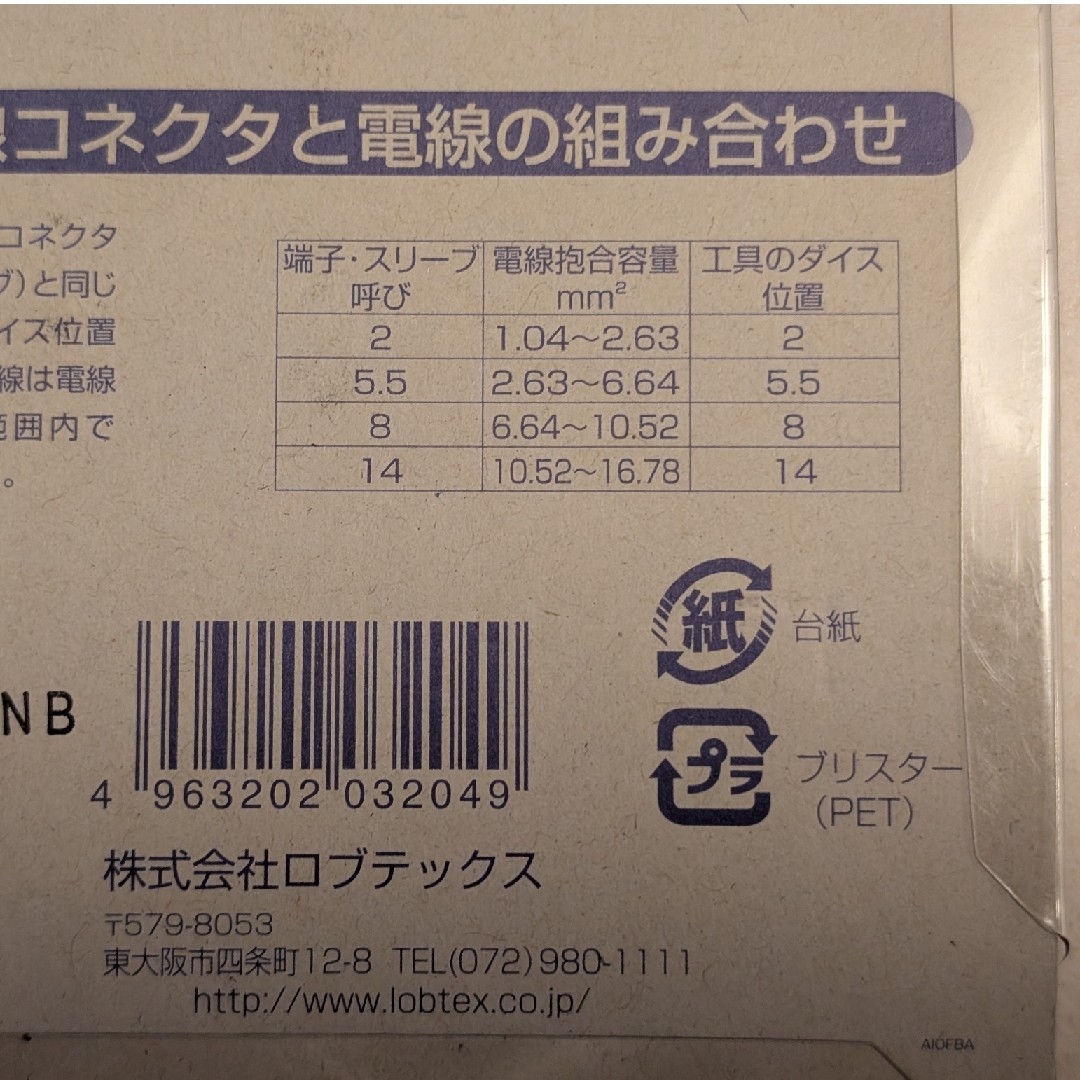 線コネクタと電線の組み合わせ
コネクタ
ブ)と同じ
イス位置
線は電線
範囲内で
。
端子・スリーブ呼び 電線抱合容量mm² 工具のダイス位置
2 1.04〜2.63 2
5.5 2.63〜6.64 5.5
8 6.64〜10.52 8
14 10.52〜16.78 14
紙 台紙
NB
4 963202 032049
プラ ブリスター
(PET)
株式会社ロブテックス
〒579-8053
東大阪市四条町12-8 TEL(072)980-1111
http://www.lobtex.co.jp/